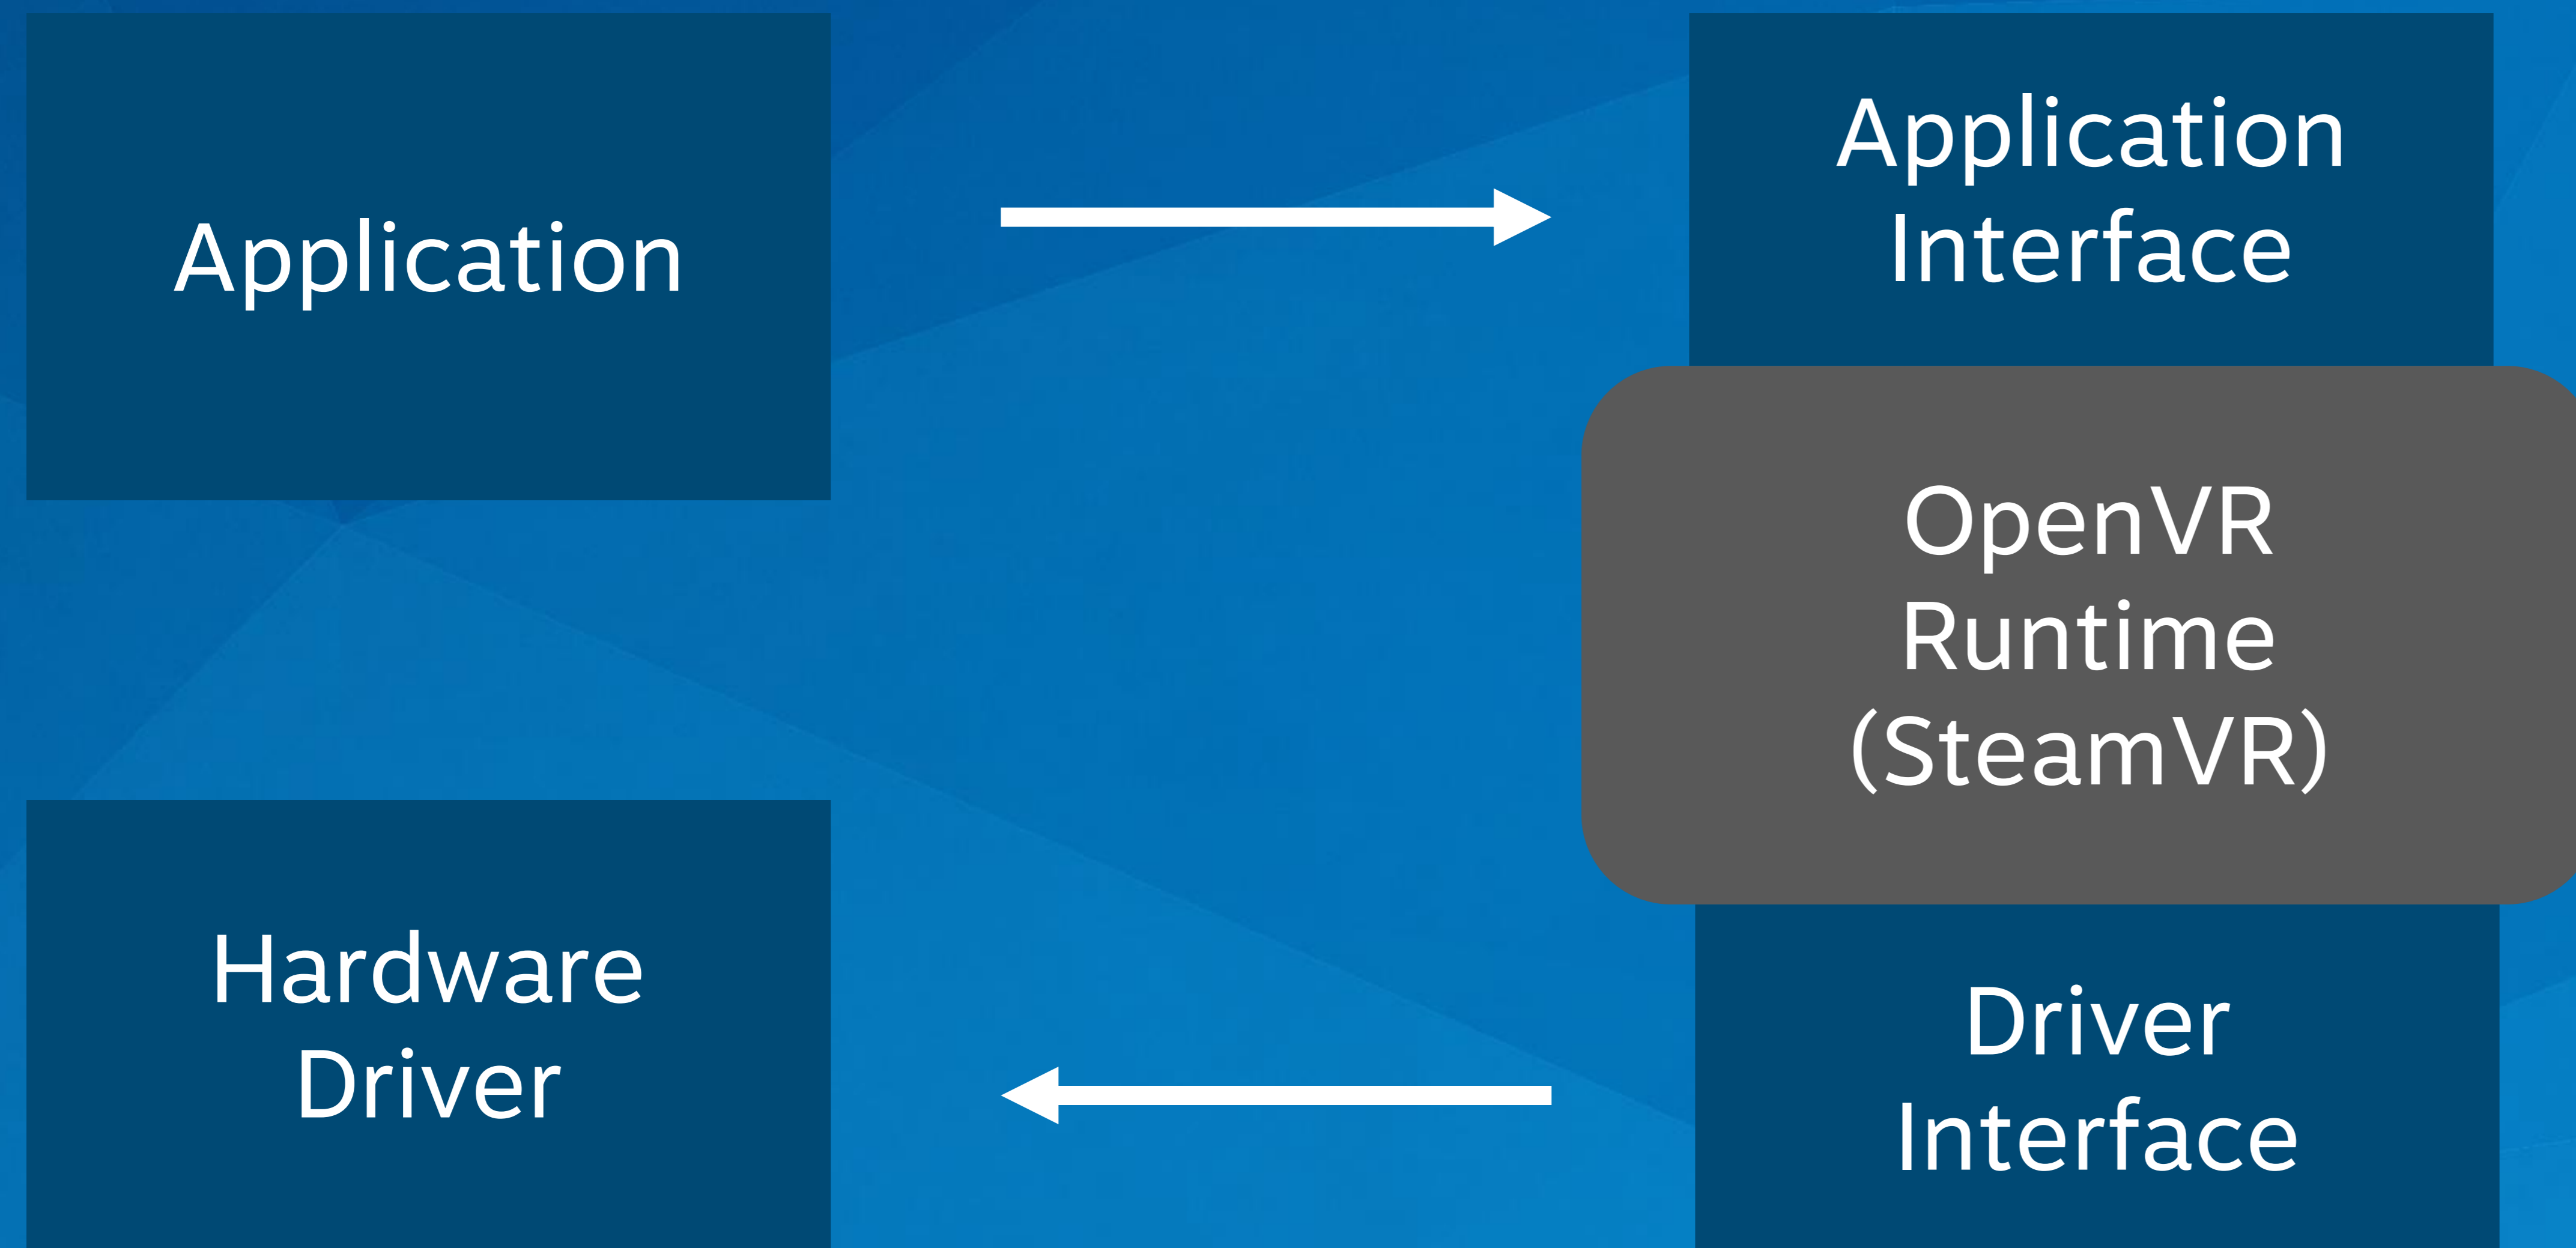 Application
Application
Interface
OpenVR
Runtime
(SteamVR)
Hardware
Driver
Driver
Interface